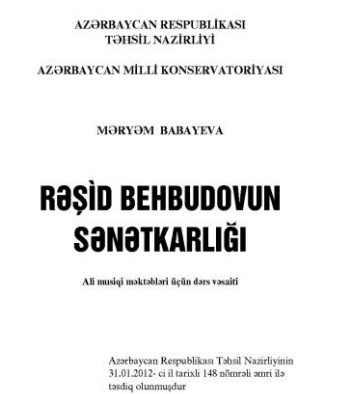 AZƏRBAYCAN RESPUBLİKASI
TƏHSİL NAZİRLİYİ
AZƏRBAYCAN MİLLİ KONSERVATORİYASI
MƏRYƏM BABAYEVA
RƏŞİD BEHBUDOVUN
SƏNƏTKARLIĞI
Ali musiqi məktəbləri üçün dərs vəsaiti
Azərbaycan Respublikası Təhsil Nazirliyinin
31.01.2012- ci il tarixli 148 nömrəli əmri ilə
təsdiq olunmuşdur